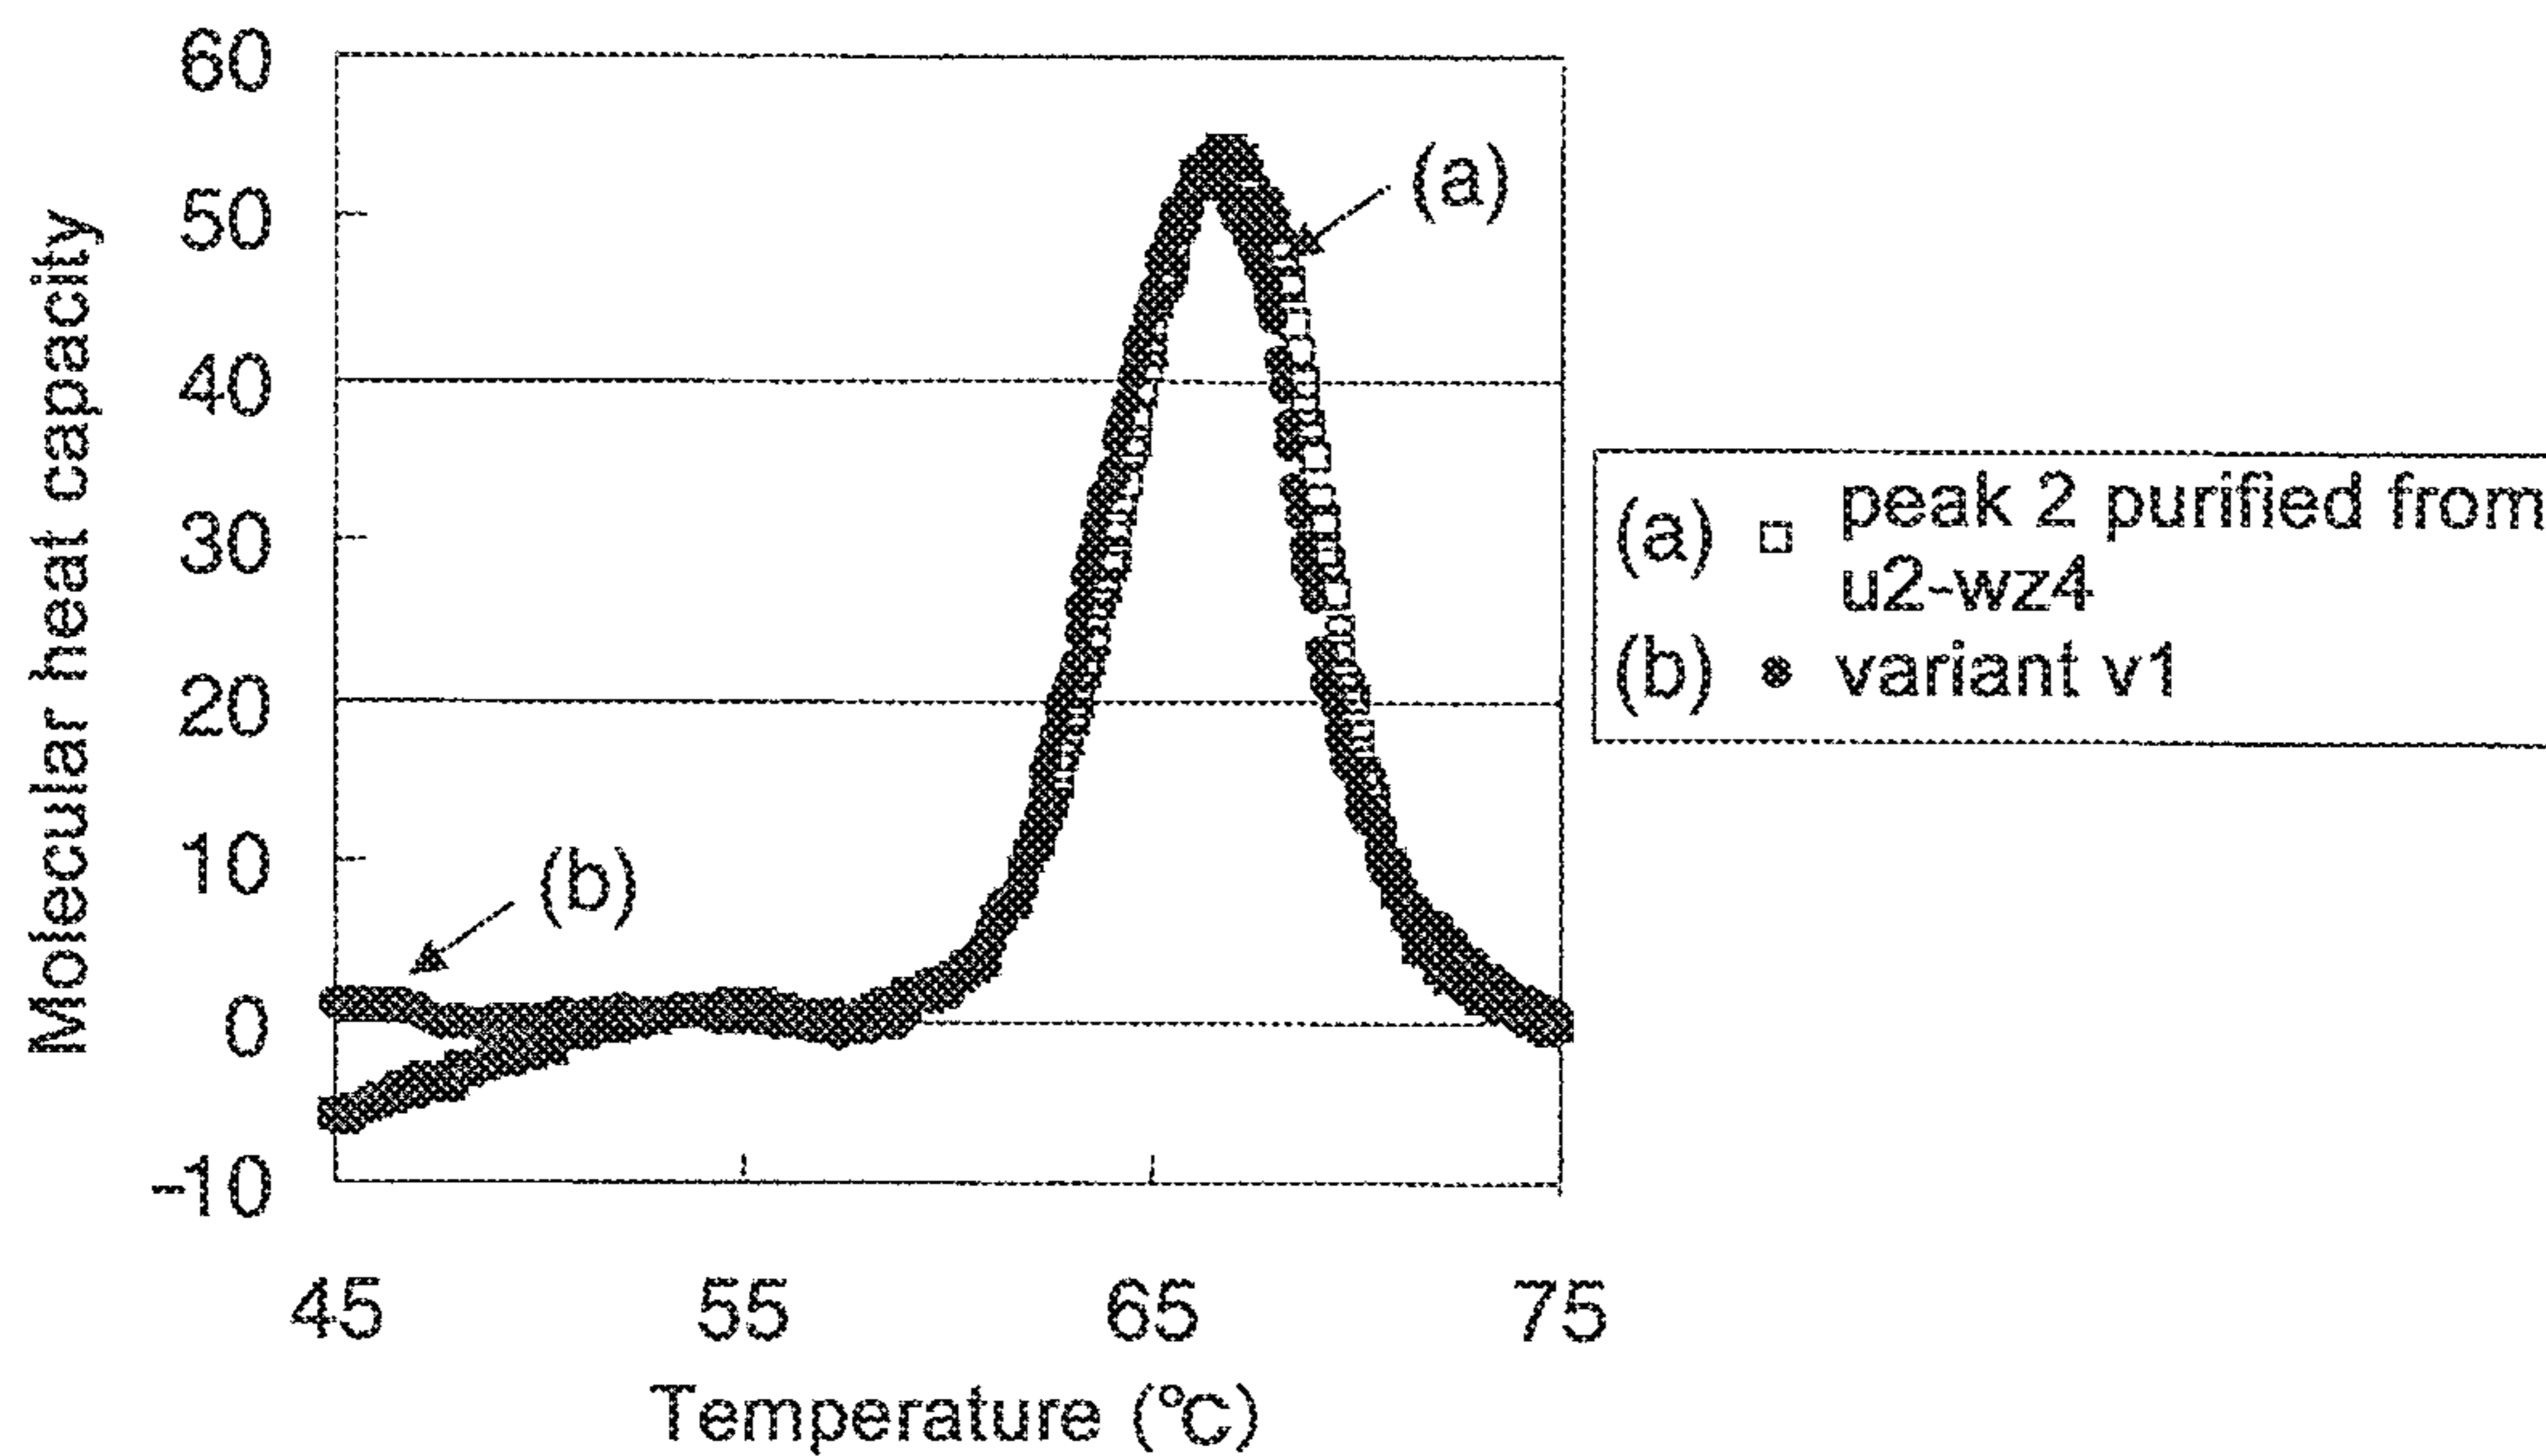 60
50
40
30
20
10
0
-10
Molecular heat capacity
(a)
(b)
45 55 65 75
Temperature (℃)
(a) □ peak 2 purified from
u2-wz4
(b) ● variant v1